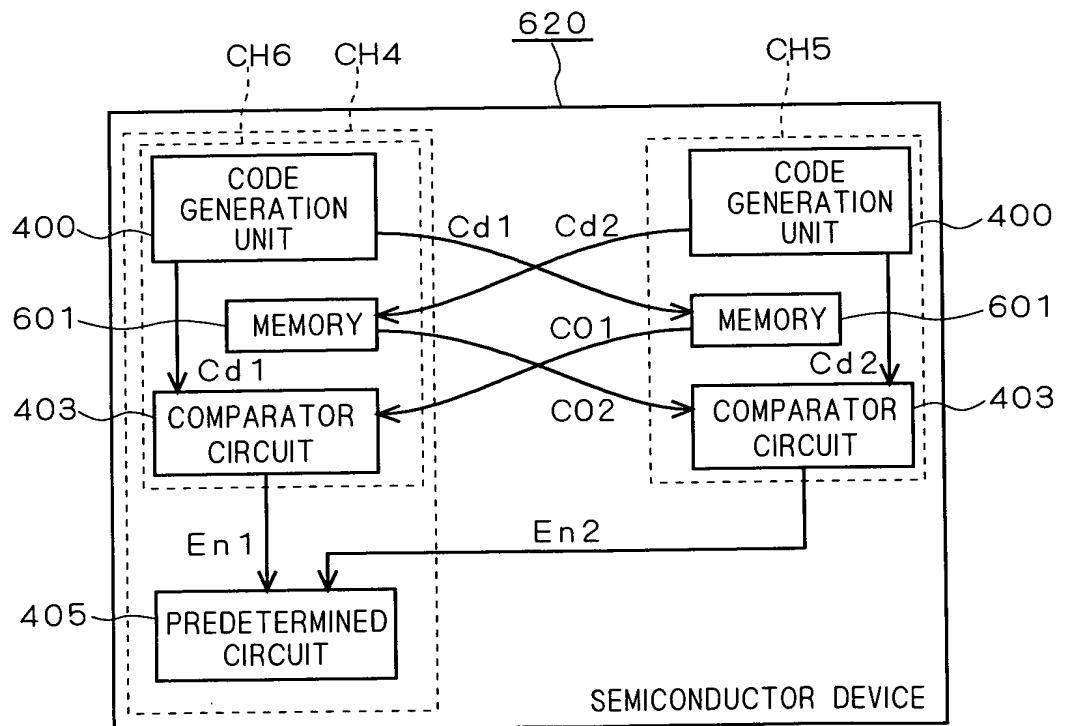 620
CH6
CH4
CH5
CODE
GENERATION
UNIT
CODE
GENERATION
UNIT
400
Cd1
Cd2
400
601
MEMORY
CO1
MEMORY
601
Cd1
Cd2
403
COMPARATOR
CIRCUIT
CO2
COMPARATOR
CIRCUIT
403
En1
En2
405
PREDETERMINED
CIRCUIT
SEMICONDUCTOR DEVICE